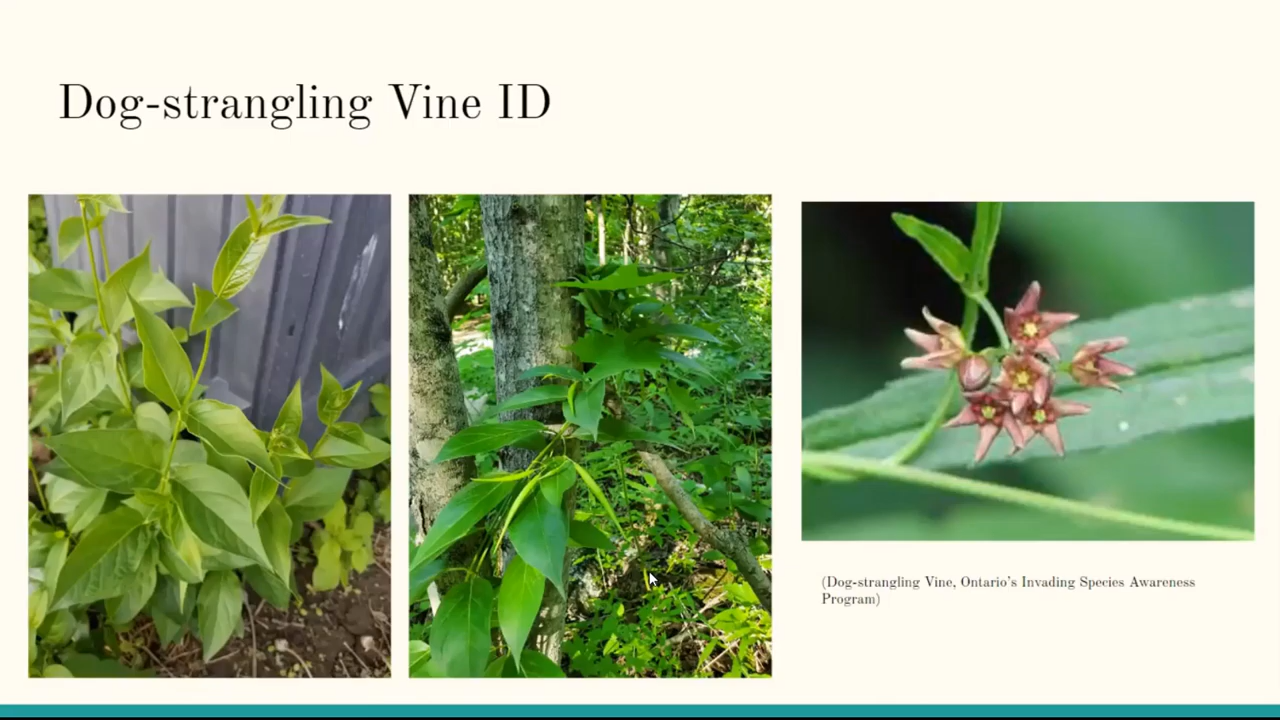 Dog-strangling Vine ID
(Dog-strangling Vine, Ontario's Invading Species Awareness
Program)